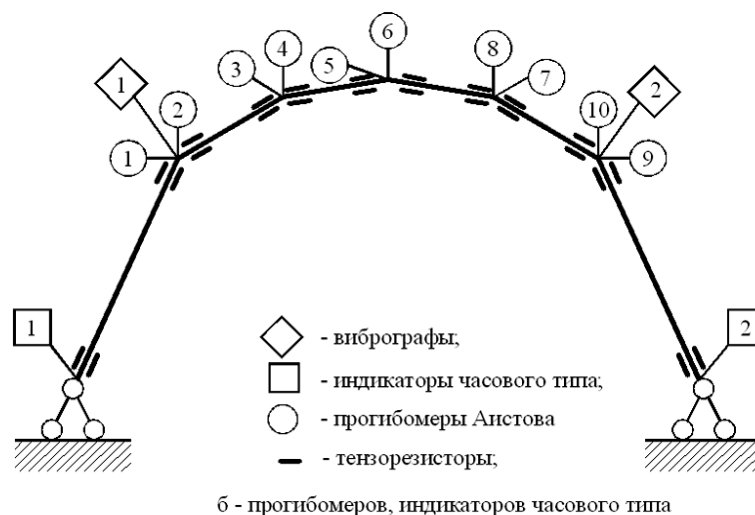 6
4
8
5
3
7
1
2
10
2
1
9
1
2
- вибрографы;
- индикаторы часового типа;
- прогибомеры Аистова
- тензорезисторы;
б - прогибомеров, индикаторов часового типа